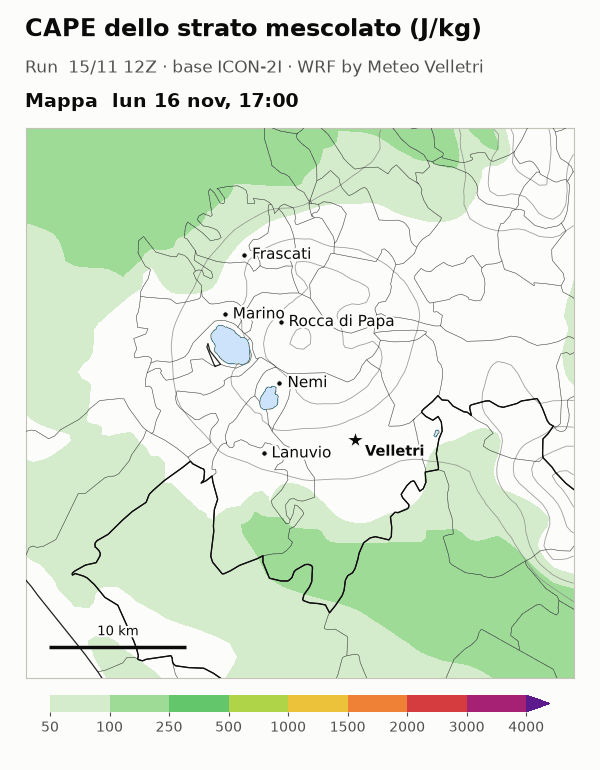 CAPE dello strato mescolato (J/kg)
Run  15/11 12Z · base ICON-2I · WRF by Meteo Velletri
Mappa  lun 16 nov, 17:00
Frascati
Marino
Rocca di Papa
Nemi
Velletri
Lanuvio
10 km
50 100 250 500 1000 1500 2000 3000 4000